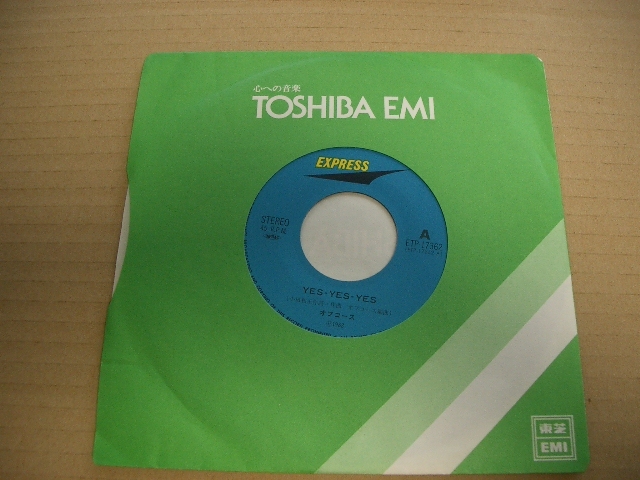 心への音楽
TOSHIBA EMI
EXPRESS
STEREO
A
ETP-17362
YES-YES-YES
オフコース
東芝
EMI